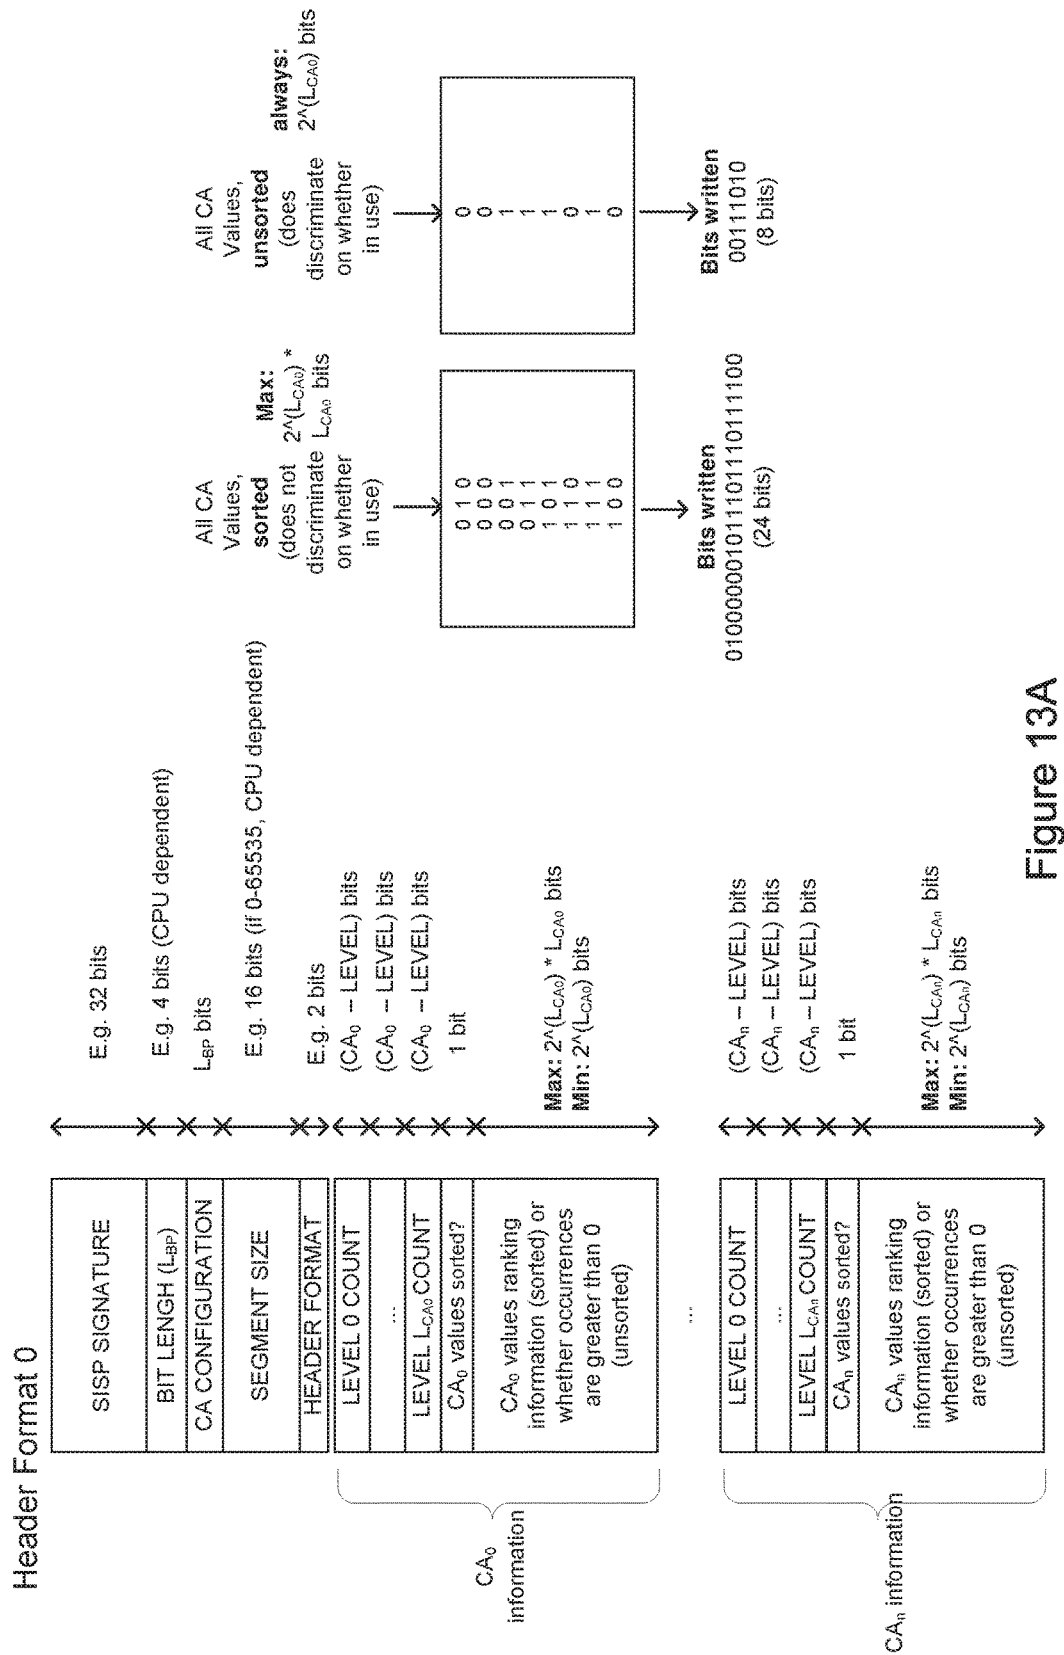 Header Format 0
SISP SIGNATURE
E.g. 32 bits
BIT LENGH (L_BP)
E.g. 4 bits (CPU dependent)
CA CONFIGURATION
L_BP bits
SEGMENT SIZE
E.g. 16 bits (if 0-65535, CPU dependent)
HEADER FORMAT
E.g. 2 bits
CA₀
information
LEVEL 0 COUNT
(CA₀ – LEVEL) bits
...
(CA₀ – LEVEL) bits
LEVEL L_CA₀ COUNT
(CA₀ – LEVEL) bits
CA₀ values sorted?
1 bit
CA₀ values ranking
information (sorted) or
whether occurrences
are greater than 0
(unsorted)
Max: 2^(L_CA₀) * L_CA₀ bits
Min: 2^(L_CA₀) bits
...
...
CAₙ information
LEVEL 0 COUNT
(CAₙ – LEVEL) bits
...
(CAₙ – LEVEL) bits
LEVEL L_CAₙ COUNT
(CAₙ – LEVEL) bits
CAₙ values sorted?
1 bit
CAₙ values ranking
information (sorted) or
whether occurrences
are greater than 0
(unsorted)
Max: 2^(L_CAₙ) * L_CAₙ bits
Min: 2^(L_CAₙ) bits
All CA
Values,
sorted
(does not
discriminate
on whether
in use)
Max:
2^(L_CA₀) *
L_CA₀ bits
0 1 0
0 0 0
0 0 1
0 1 1
1 0 1
1 1 0
1 1 1
1 0 0
Bits written
010000001011101110111100
(24 bits)
All CA
Values,
unsorted
(does
discriminate
on whether
in use)
always:
2^(L_CA₀) bits
0
0
1
1
1
0
1
0
Bits written
00111010
(8 bits)
Figure 13A